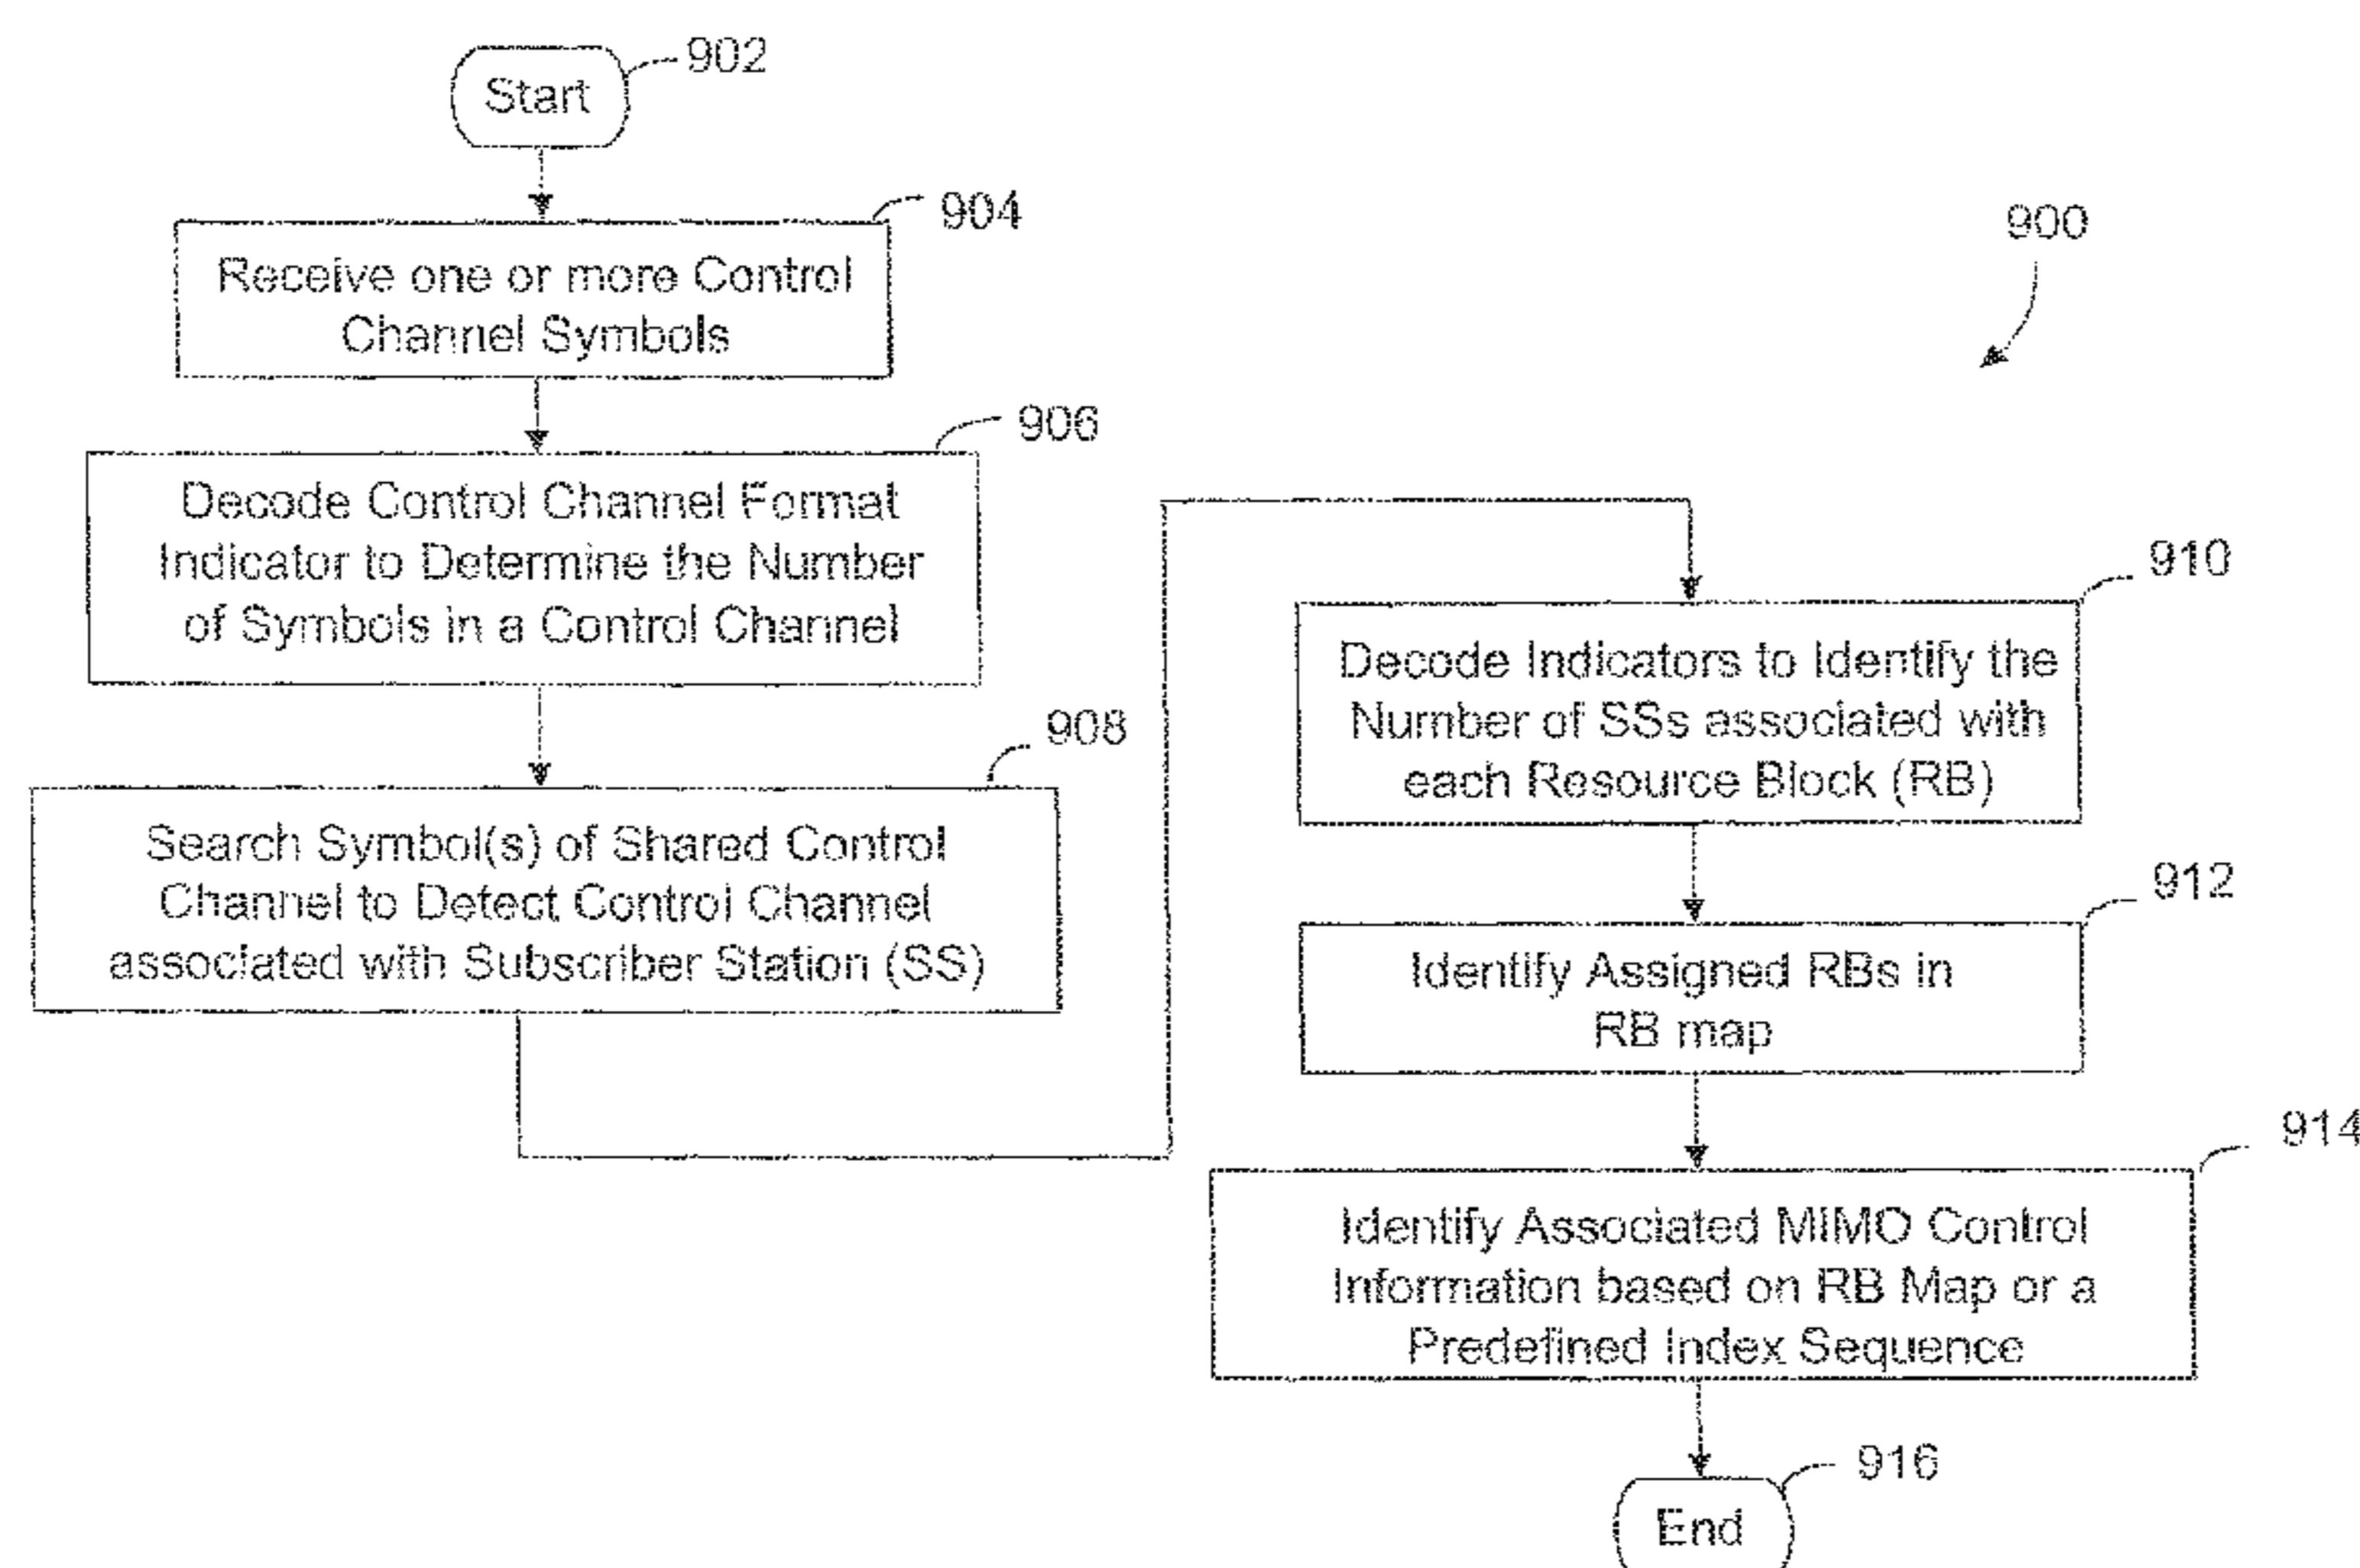 902
Start
904
Receive one or more Control
Channel Symbols
906
Decode Control Channel Format
Indicator to Determine the Number
of Symbols in a Control Channel
908
Search Symbol(s) of Shared Control
Channel to Detect Control Channel
associated with Subscriber Station (SS)
900
910
Decode Indicators to Identify the
Number of SSs associated with
each Resource Block (RB)
912
Identify Assigned RBs in
RB map
914
Identify Associated MIMO Control
Information based on RB Map or a
Predefined Index Sequence
916
End